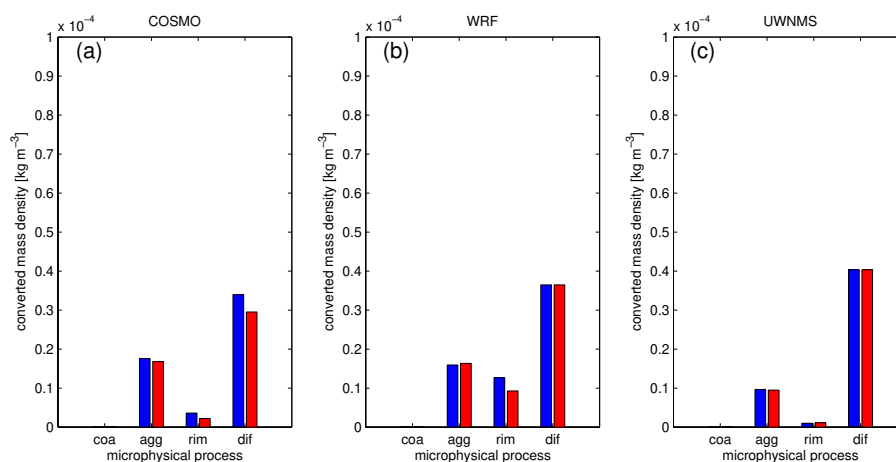 x 10⁻⁴
COSMO
(a)
1
0.9
0.8
0.7
0.6
0.5
0.4
0.3
0.2
0.1
0
converted mass density [kg m⁻³]
coa agg rim dif
microphysical process
x 10⁻⁴
WRF
(b)
1
0.9
0.8
0.7
0.6
0.5
0.4
0.3
0.2
0.1
0
converted mass density [kg m⁻³]
coa agg rim dif
microphysical process
x 10⁻⁴
UWNMS
(c)
1
0.9
0.8
0.7
0.6
0.5
0.4
0.3
0.2
0.1
0
converted mass density [kg m⁻³]
coa agg rim dif
microphysical process